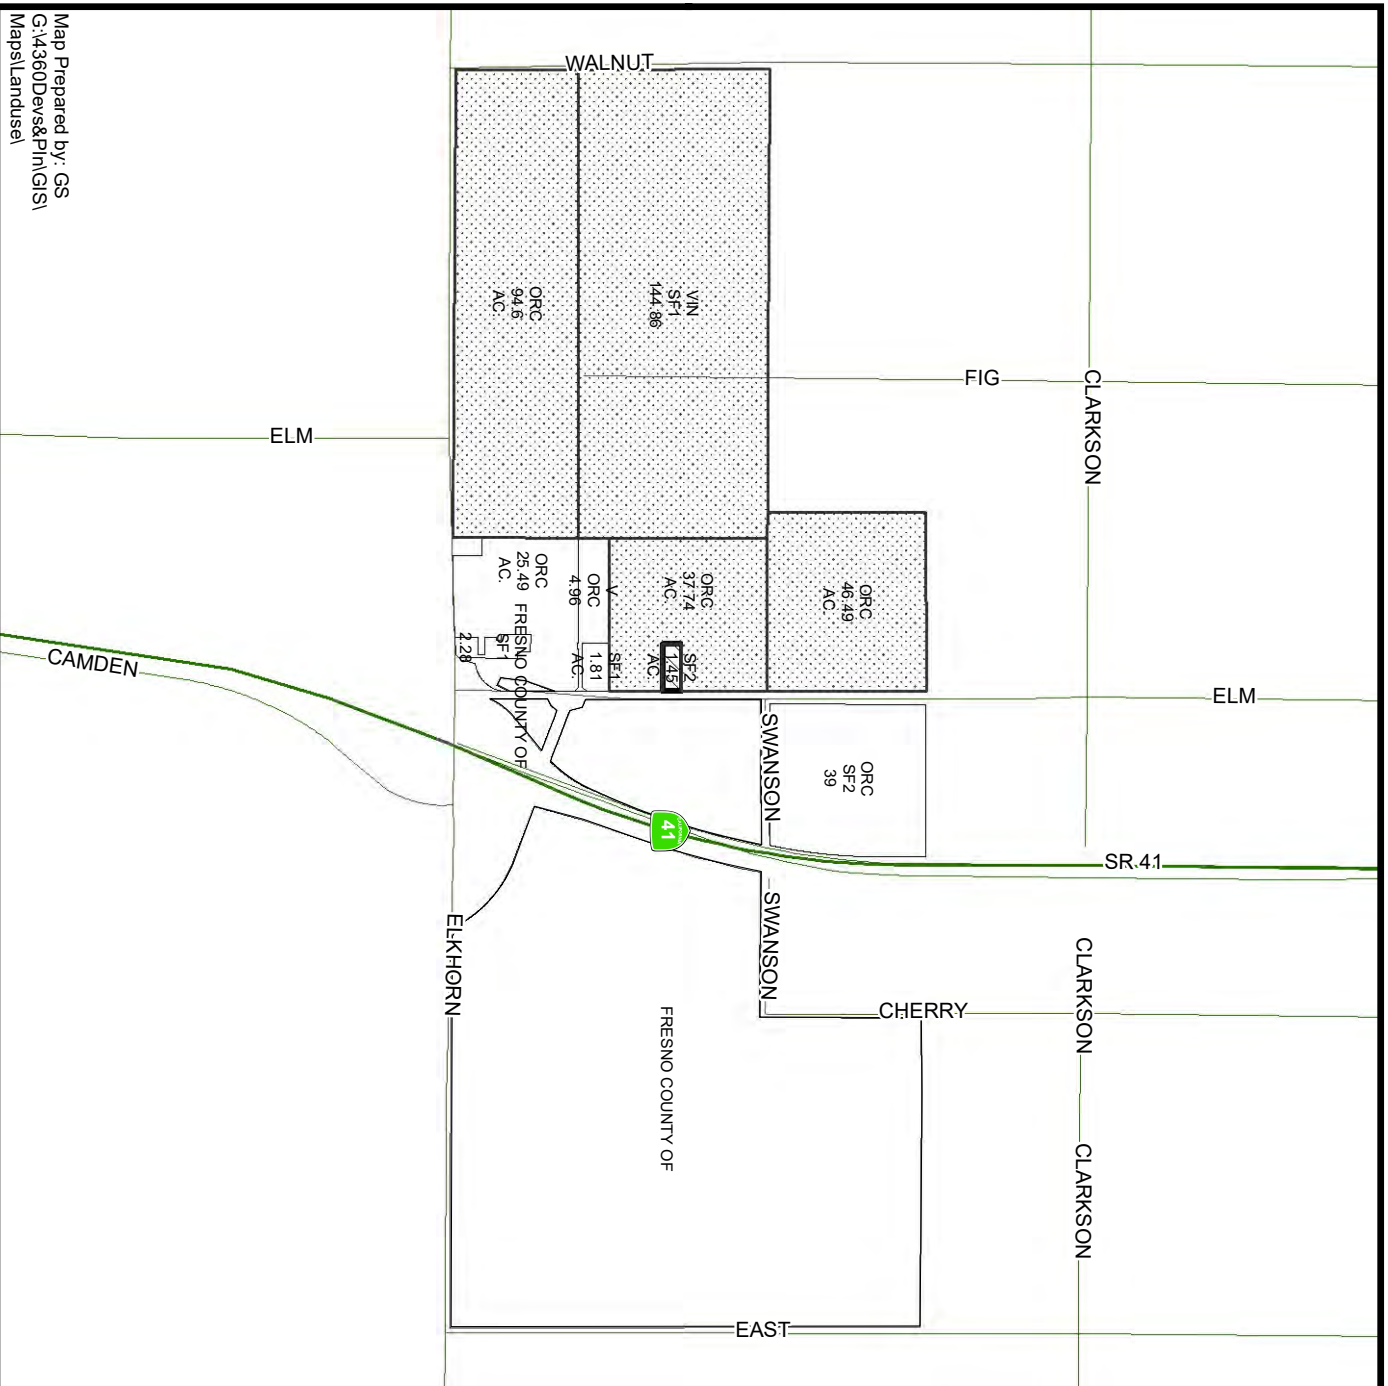 Map Prepared by: GS
G:\4360Devs&Pln\GIS\
Maps\Landuse\
WALNUT
VIN
SF1
144.86
ORC
94.6
AC.
FIG
CLARKSON
ELM
ORC
46.49
AC.
ORC
37.74
AC.
V
ORC
4.96
ORC
25.49
AC.
SF2
1.45
AC.
SF1
1.81
AC.
SF1
2.28
FRESNO COUNTY OF
CAMDEN
ELM
SWANSON
ORC
SF2
39
41
SR 41
SWANSON
ELKHORN
CHERRY
CLARKSON
FRESNO COUNTY OF
CLARKSON
EAST